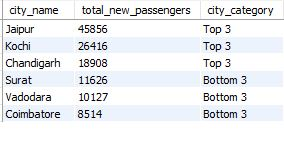 city_name total_new_passengers city_category
Jaipur 45856 Top 3
Kochi 26416 Top 3
Chandigarh 18908 Top 3
Surat 11626 Bottom 3
Vadodara 10127 Bottom 3
Coimbatore 8514 Bottom 3